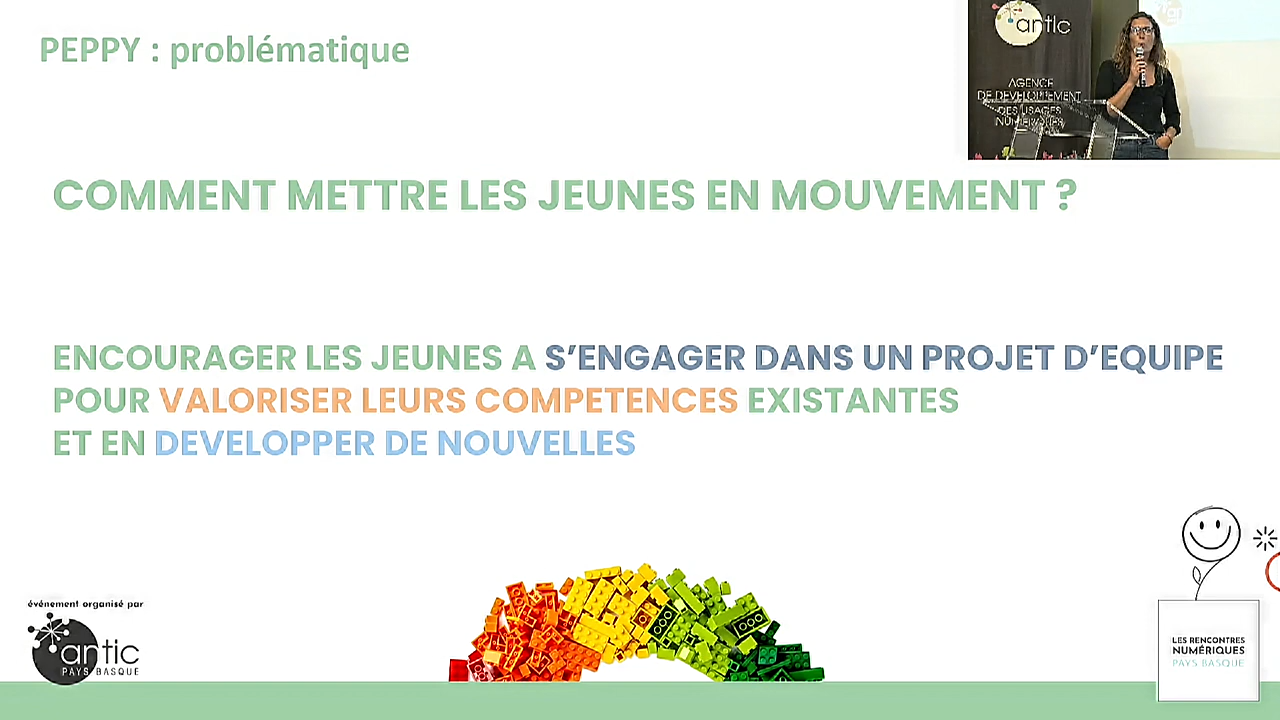 PEPPY : problématique
antic
AGENCE
DE DEVELOPPEMENT
DES USAGES
NUMERIQUES
COMMENT METTRE LES JEUNES EN MOUVEMENT ?
ENCOURAGER LES JEUNES A S’ENGAGER DANS UN PROJET D’EQUIPE
POUR VALORISER LEURS COMPETENCES EXISTANTES
ET EN DEVELOPPER DE NOUVELLES
événement organisé par
antic
PAYS BASQUE
LES RENCONTRES
NUMÉRIQUES
PAYS BASQUE